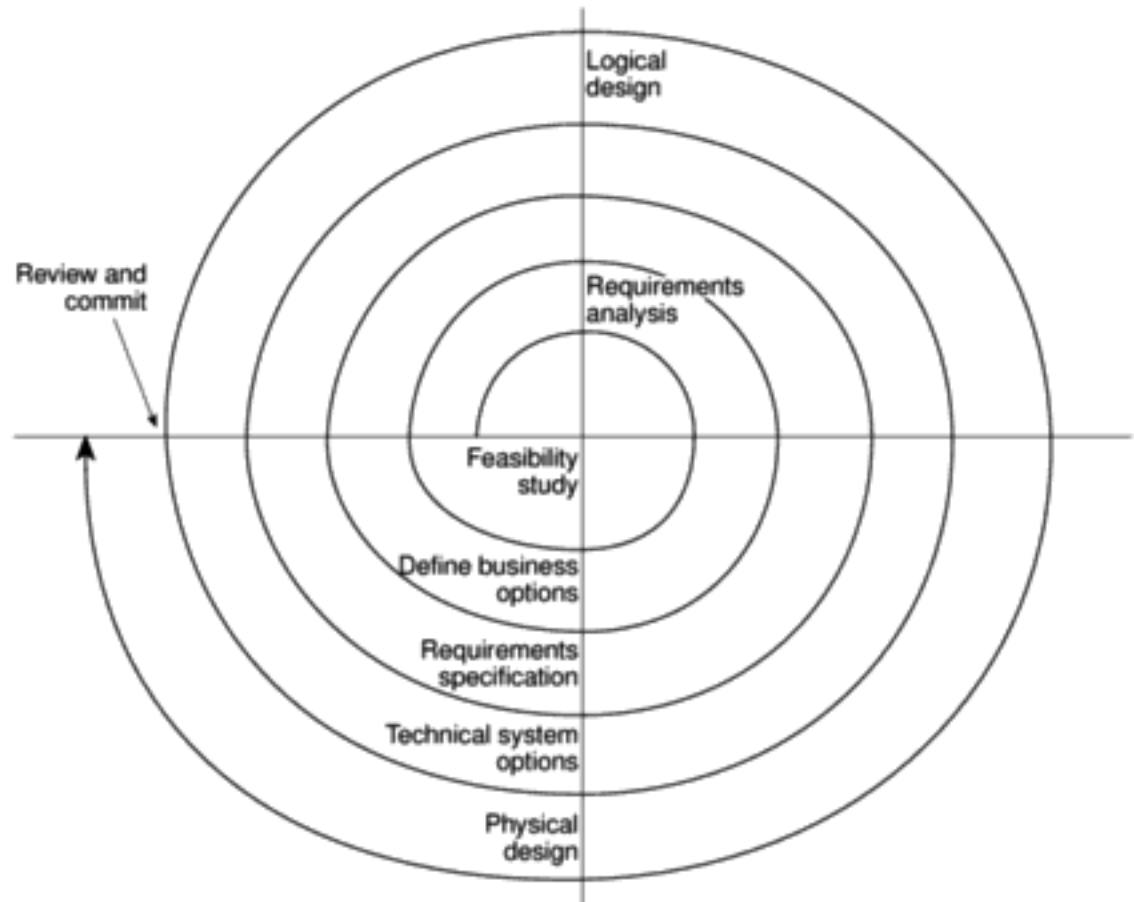 Logical
design
Review and
commit
Requirements
analysis
Feasibility
study
Define business
options
Requirements
specification
Technical system
options
Physical
design